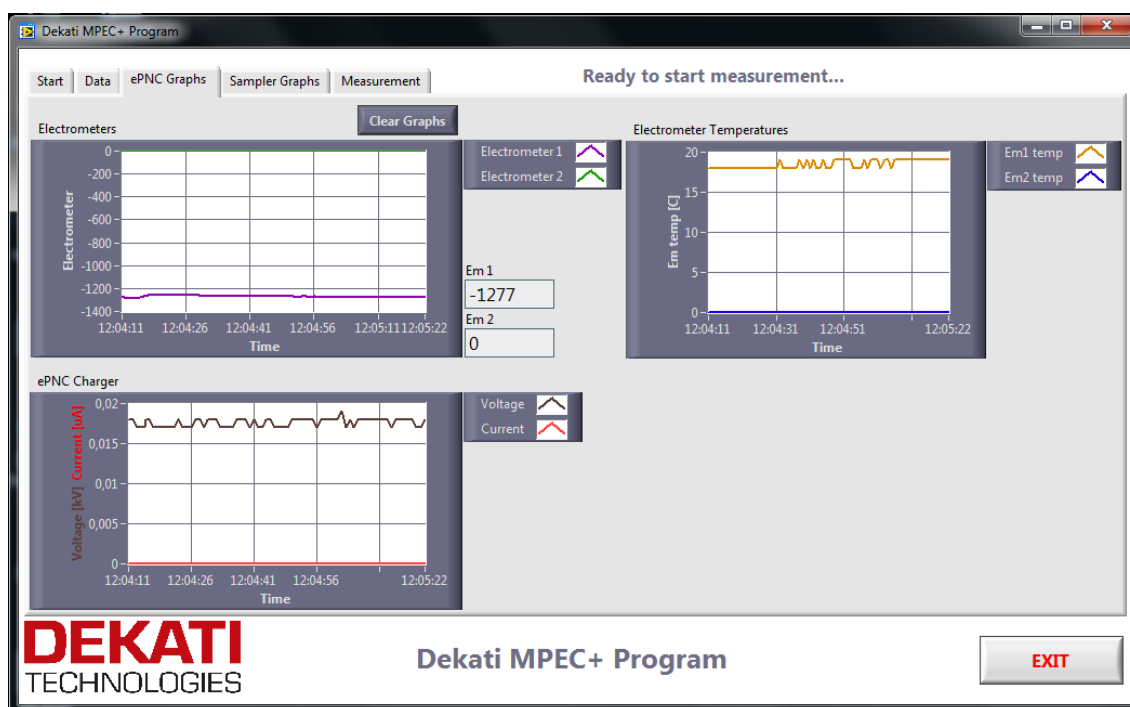 Dekati MPEC+ Program
Start Data ePNC Graphs Sampler Graphs Measurement
Ready to start measurement...
Clear Graphs
Electrometers
Electrometer
0
-200
-400
-600
-800
-1000
-1200
-1400
12:04:11 12:04:26 12:04:41 12:04:56 12:05:11 12:05:22
Time
Electrometer 1
Electrometer 2
Em 1
-1277
Em 2
0
Electrometer Temperatures
Em temp [C]
20
15
10
5
0
12:04:11 12:04:31 12:04:51 12:05:22
Time
Em1 temp
Em2 temp
ePNC Charger
Voltage [kV] Current [uA]
0,02
0,015
0,01
0,005
0
12:04:11 12:04:26 12:04:41 12:04:56 12:05:22
Time
Voltage
Current
DEKATI
TECHNOLOGIES
Dekati MPEC+ Program
EXIT